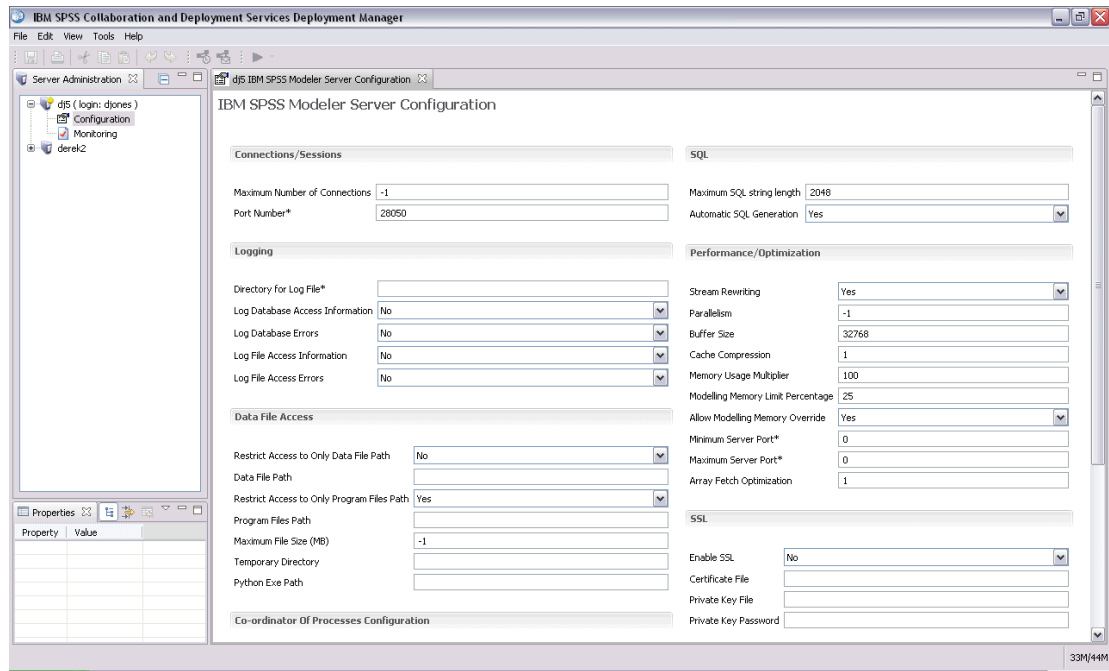 IBM SPSS Collaboration and Deployment Services Deployment Manager
File Edit View Tools Help
Server Administration
dj5 ( login: djones )
Configuration
Monitoring
derek2
Properties
Property Value
dj5 IBM SPSS Modeler Server Configuration
IBM SPSS Modeler Server Configuration
Connections/Sessions
Maximum Number of Connections -1
Port Number* 28050
Logging
Directory for Log File*
Log Database Access Information No
Log Database Errors No
Log File Access Information No
Log File Access Errors No
Data File Access
Restrict Access to Only Data File Path No
Data File Path
Restrict Access to Only Program Files Path Yes
Program Files Path
Maximum File Size (MB) -1
Temporary Directory
Python Exe Path
Co-ordinator Of Processes Configuration
SQL
Maximum SQL string length 2048
Automatic SQL Generation Yes
Performance/Optimization
Stream Rewriting Yes
Parallelism -1
Buffer Size 32768
Cache Compression 1
Memory Usage Multiplier 100
Modelling Memory Limit Percentage 25
Allow Modelling Memory Override Yes
Minimum Server Port* 0
Maximum Server Port* 0
Array Fetch Optimization 1
SSL
Enable SSL No
Certificate File
Private Key File
Private Key Password
33M/44M